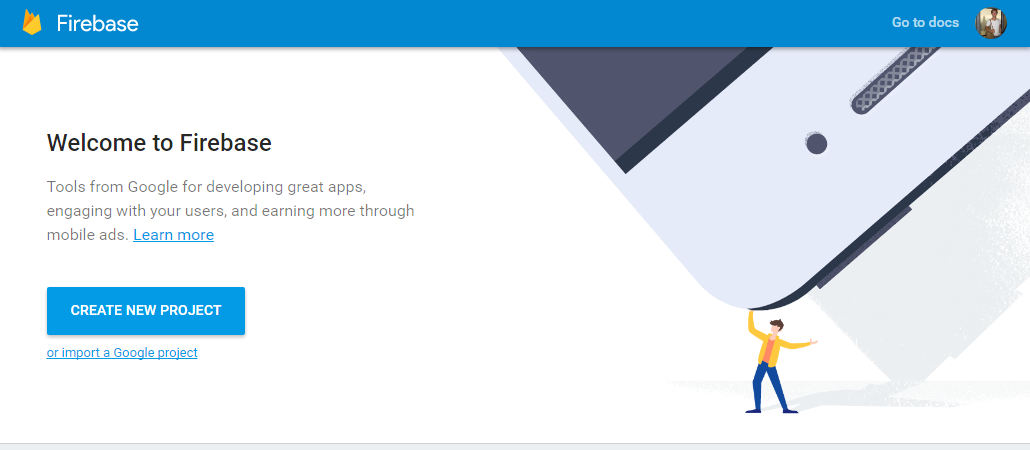 Firebase
Go to docs
Welcome to Firebase
Tools from Google for developing great apps,
engaging with your users, and earning more through
mobile ads. Learn more
CREATE NEW PROJECT
or import a Google project